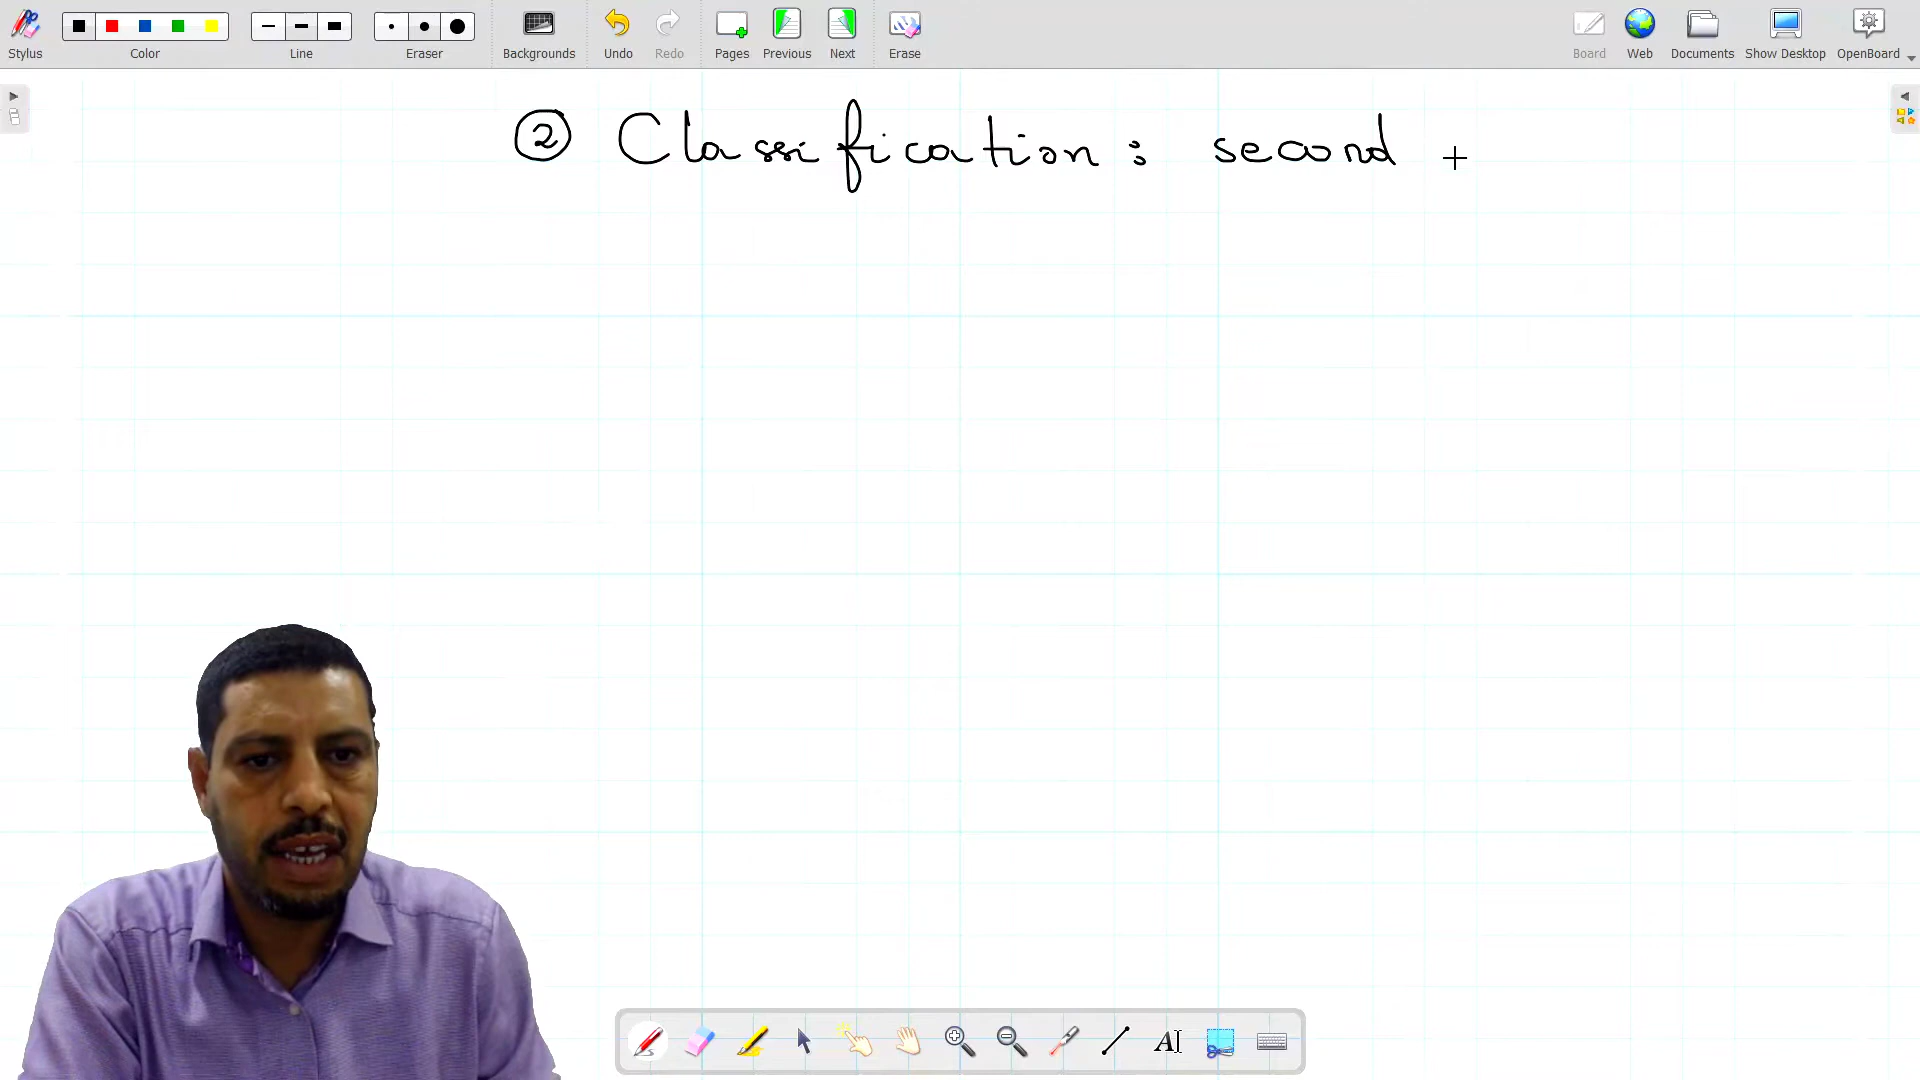 Stylus Color Line Eraser Backgrounds Undo Redo Pages Previous Next Erase Board Web Documents Show Desktop OpenBoard
② Classification : second